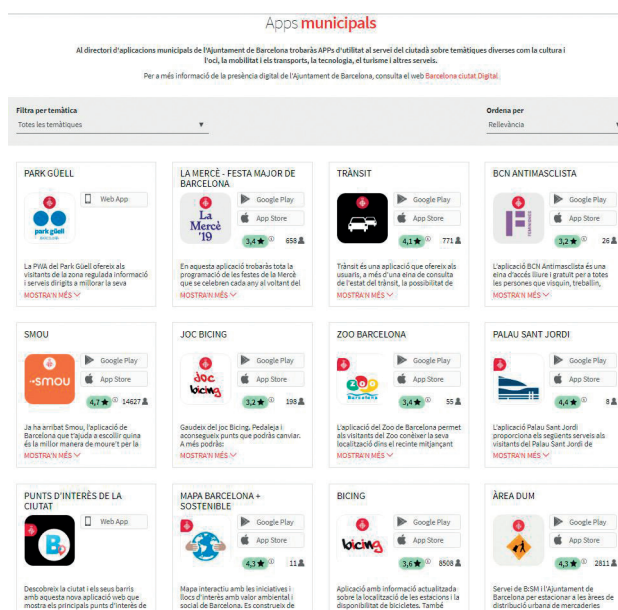 Apps municipals
Al directori d'aplicacions municipals de l'Ajuntament de Barcelona trobaràs APPs d'utilitat al servei del ciutadà sobre temàtiques diverses com la cultura i
l'oci, la mobilitat i els transports, la tecnologia, el turisme i altres serveis.
Per a més informació de la presència digital de l'Ajuntament de Barcelona, consulta el web Barcelona ciutat Digital.
Filtra per temàtica
Totes les temàtiques
Ordena per
Rellevància
PARK GÜELL
Web App
park güell
La PWA del Park Güell ofereix als
visitants de la zona regulada informació
i serveis dirigits a millorar la seva
MOSTRA'N MÉS
LA MERCÈ - FESTA MAJOR DE
BARCELONA
La
Mercè
'19
Google Play
App Store
3,4 ★ 658
En aquesta aplicació trobaràs tota la
programació de les festes de la Mercè
que se celebren cada any al voltant del
MOSTRA'N MÉS
TRÀNSIT
Google Play
App Store
4,1 ★ 771
Trànsit és una aplicació que ofereix als
usuaris, a més d'una eina de consulta
de l'estat del trànsit, la possibilitat de
MOSTRA'N MÉS
BCN ANTIMASCLISTA
Google Play
App Store
3,2 ★ 26
L'aplicació BCN Antimasclista és una
eina d'accés lliure i gratuït per a totes
les persones que visquin, treballin,
MOSTRA'N MÉS
SMOU
smou
Google Play
App Store
4,7 ★ 14627
Ja ha arribat Smou, l'aplicació de
Barcelona que t'ajuda a escollir quina
és la millor manera de moure't per la
MOSTRA'N MÉS
JOC BICING
joc
bicing
Google Play
App Store
3,2 ★ 198
Gaudeix del joc Bicing. Pedaleja i
aconsegueix punts que podràs canviar.
A més podràs:
MOSTRA'N MÉS
ZOO BARCELONA
zoo
Barcelona
Google Play
App Store
3,4 ★ 55
L'aplicació del Zoo de Barcelona permet
als visitants del Zoo conèixer la seva
localització dins el recinte mitjançant
MOSTRA'N MÉS
PALAU SANT JORDI
Google Play
App Store
4,4 ★ 8
L'aplicació Palau Sant Jordi
proporciona els següents serveis als
visitants del Palau Sant Jordi de
MOSTRA'N MÉS
PUNTS D'INTERÈS DE LA
CIUTAT
B
Web App
Descobreix la ciutat i els seus barris
amb aquesta nova aplicació web que
mostra els principals punts d'interès de
MAPA BARCELONA +
SOSTENIBLE
Google Play
App Store
4,3 ★ 11
Mapa interactiu amb les iniciatives i
llocs d'interès amb valor ambiental i
social de Barcelona. Es construeix de
BICING
bicing
Google Play
App Store
3,6 ★ 8508
Aplicació amb informació actualitzada
sobre la localització de les estacions i la
disponibilitat de bicicletes. També
ÀREA DUM
Google Play
App Store
4,3 ★ 2811
Servei de B:SM i l'Ajuntament de
Barcelona per estacionar a les àrees de
distribució urbana de mercaderies